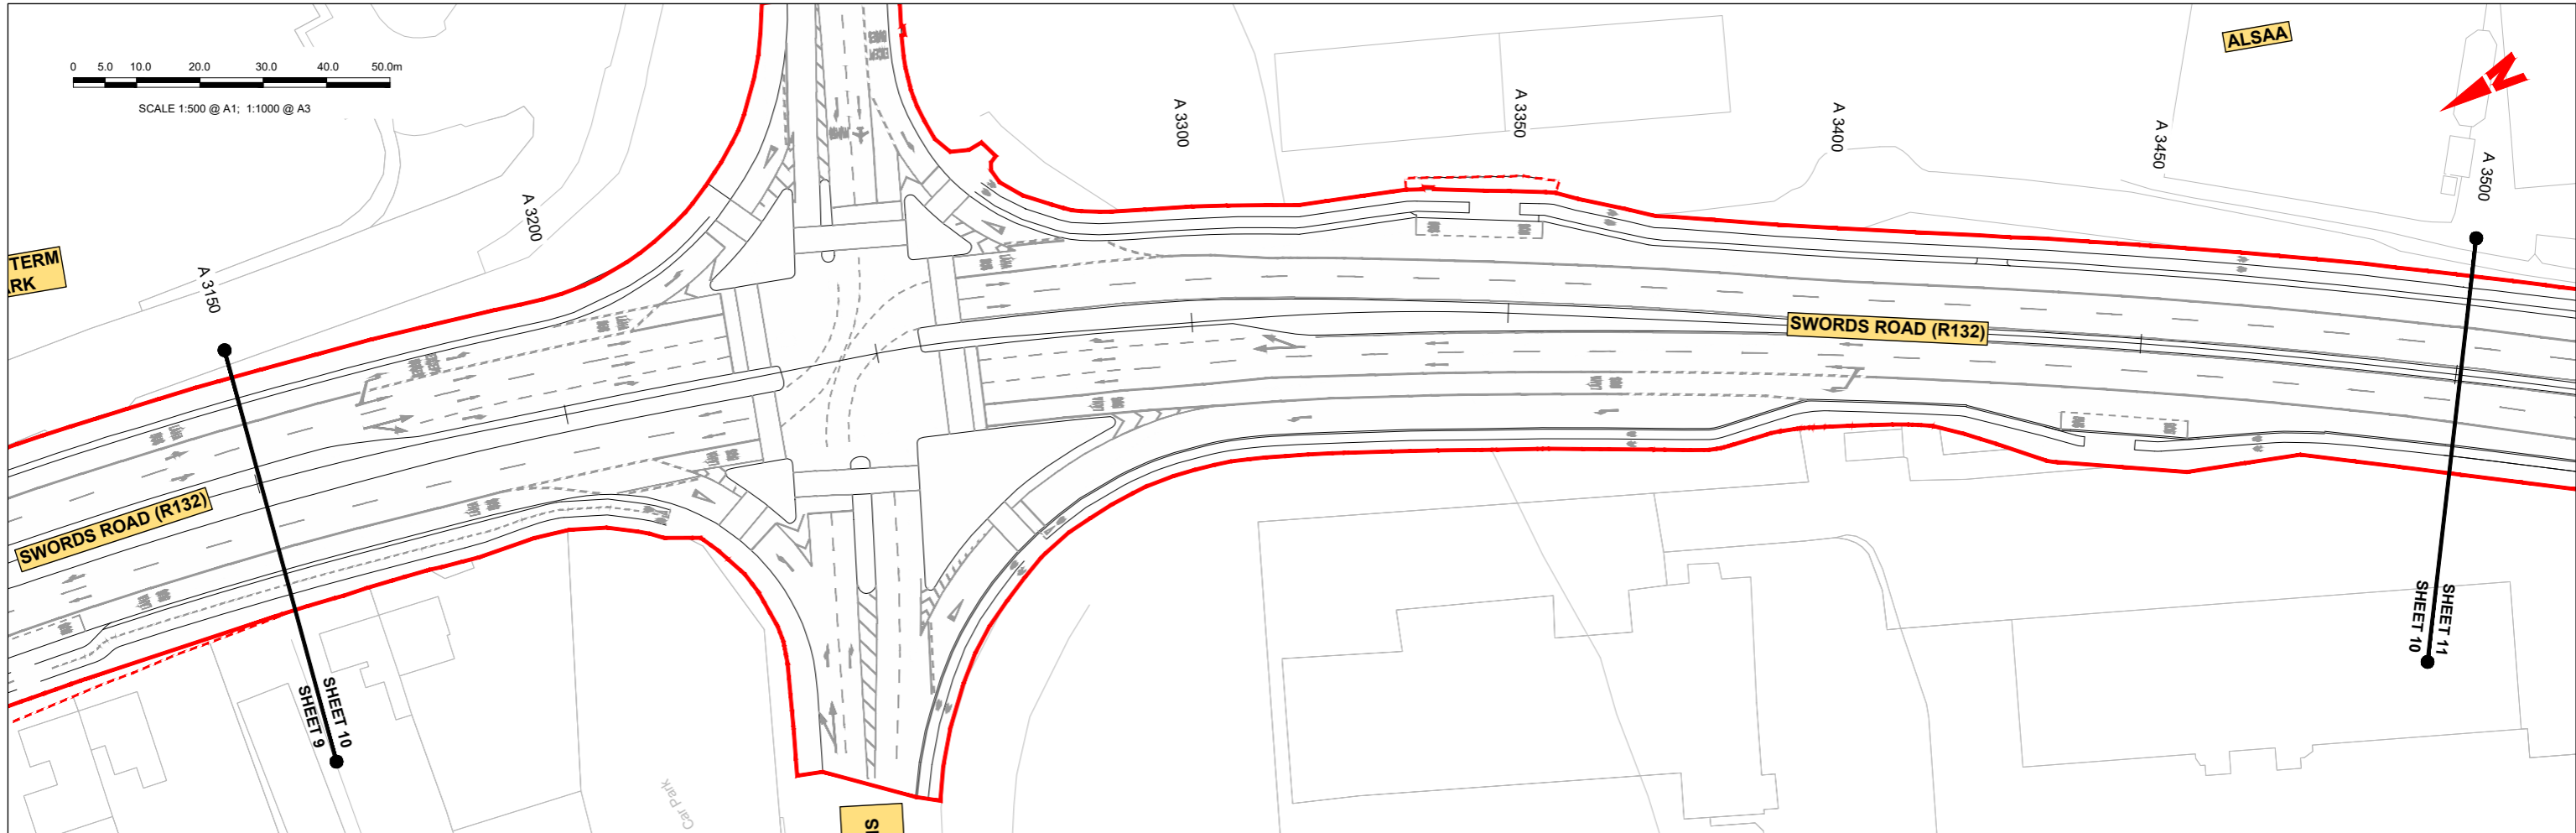 0 5.0 10.0 20.0 30.0 40.0 50.0m
SCALE 1:500 @ A1; 1:1000 @ A3
ALSAA
N
A 3150
A 3200
A 3300
A 3350
A 3400
A 3450
A 3500
TERM
ARK
SWORDS ROAD (R132)
SWORDS ROAD (R132)
SHEET 10
SHEET 9
SHEET 11
SHEET 10
Car Park